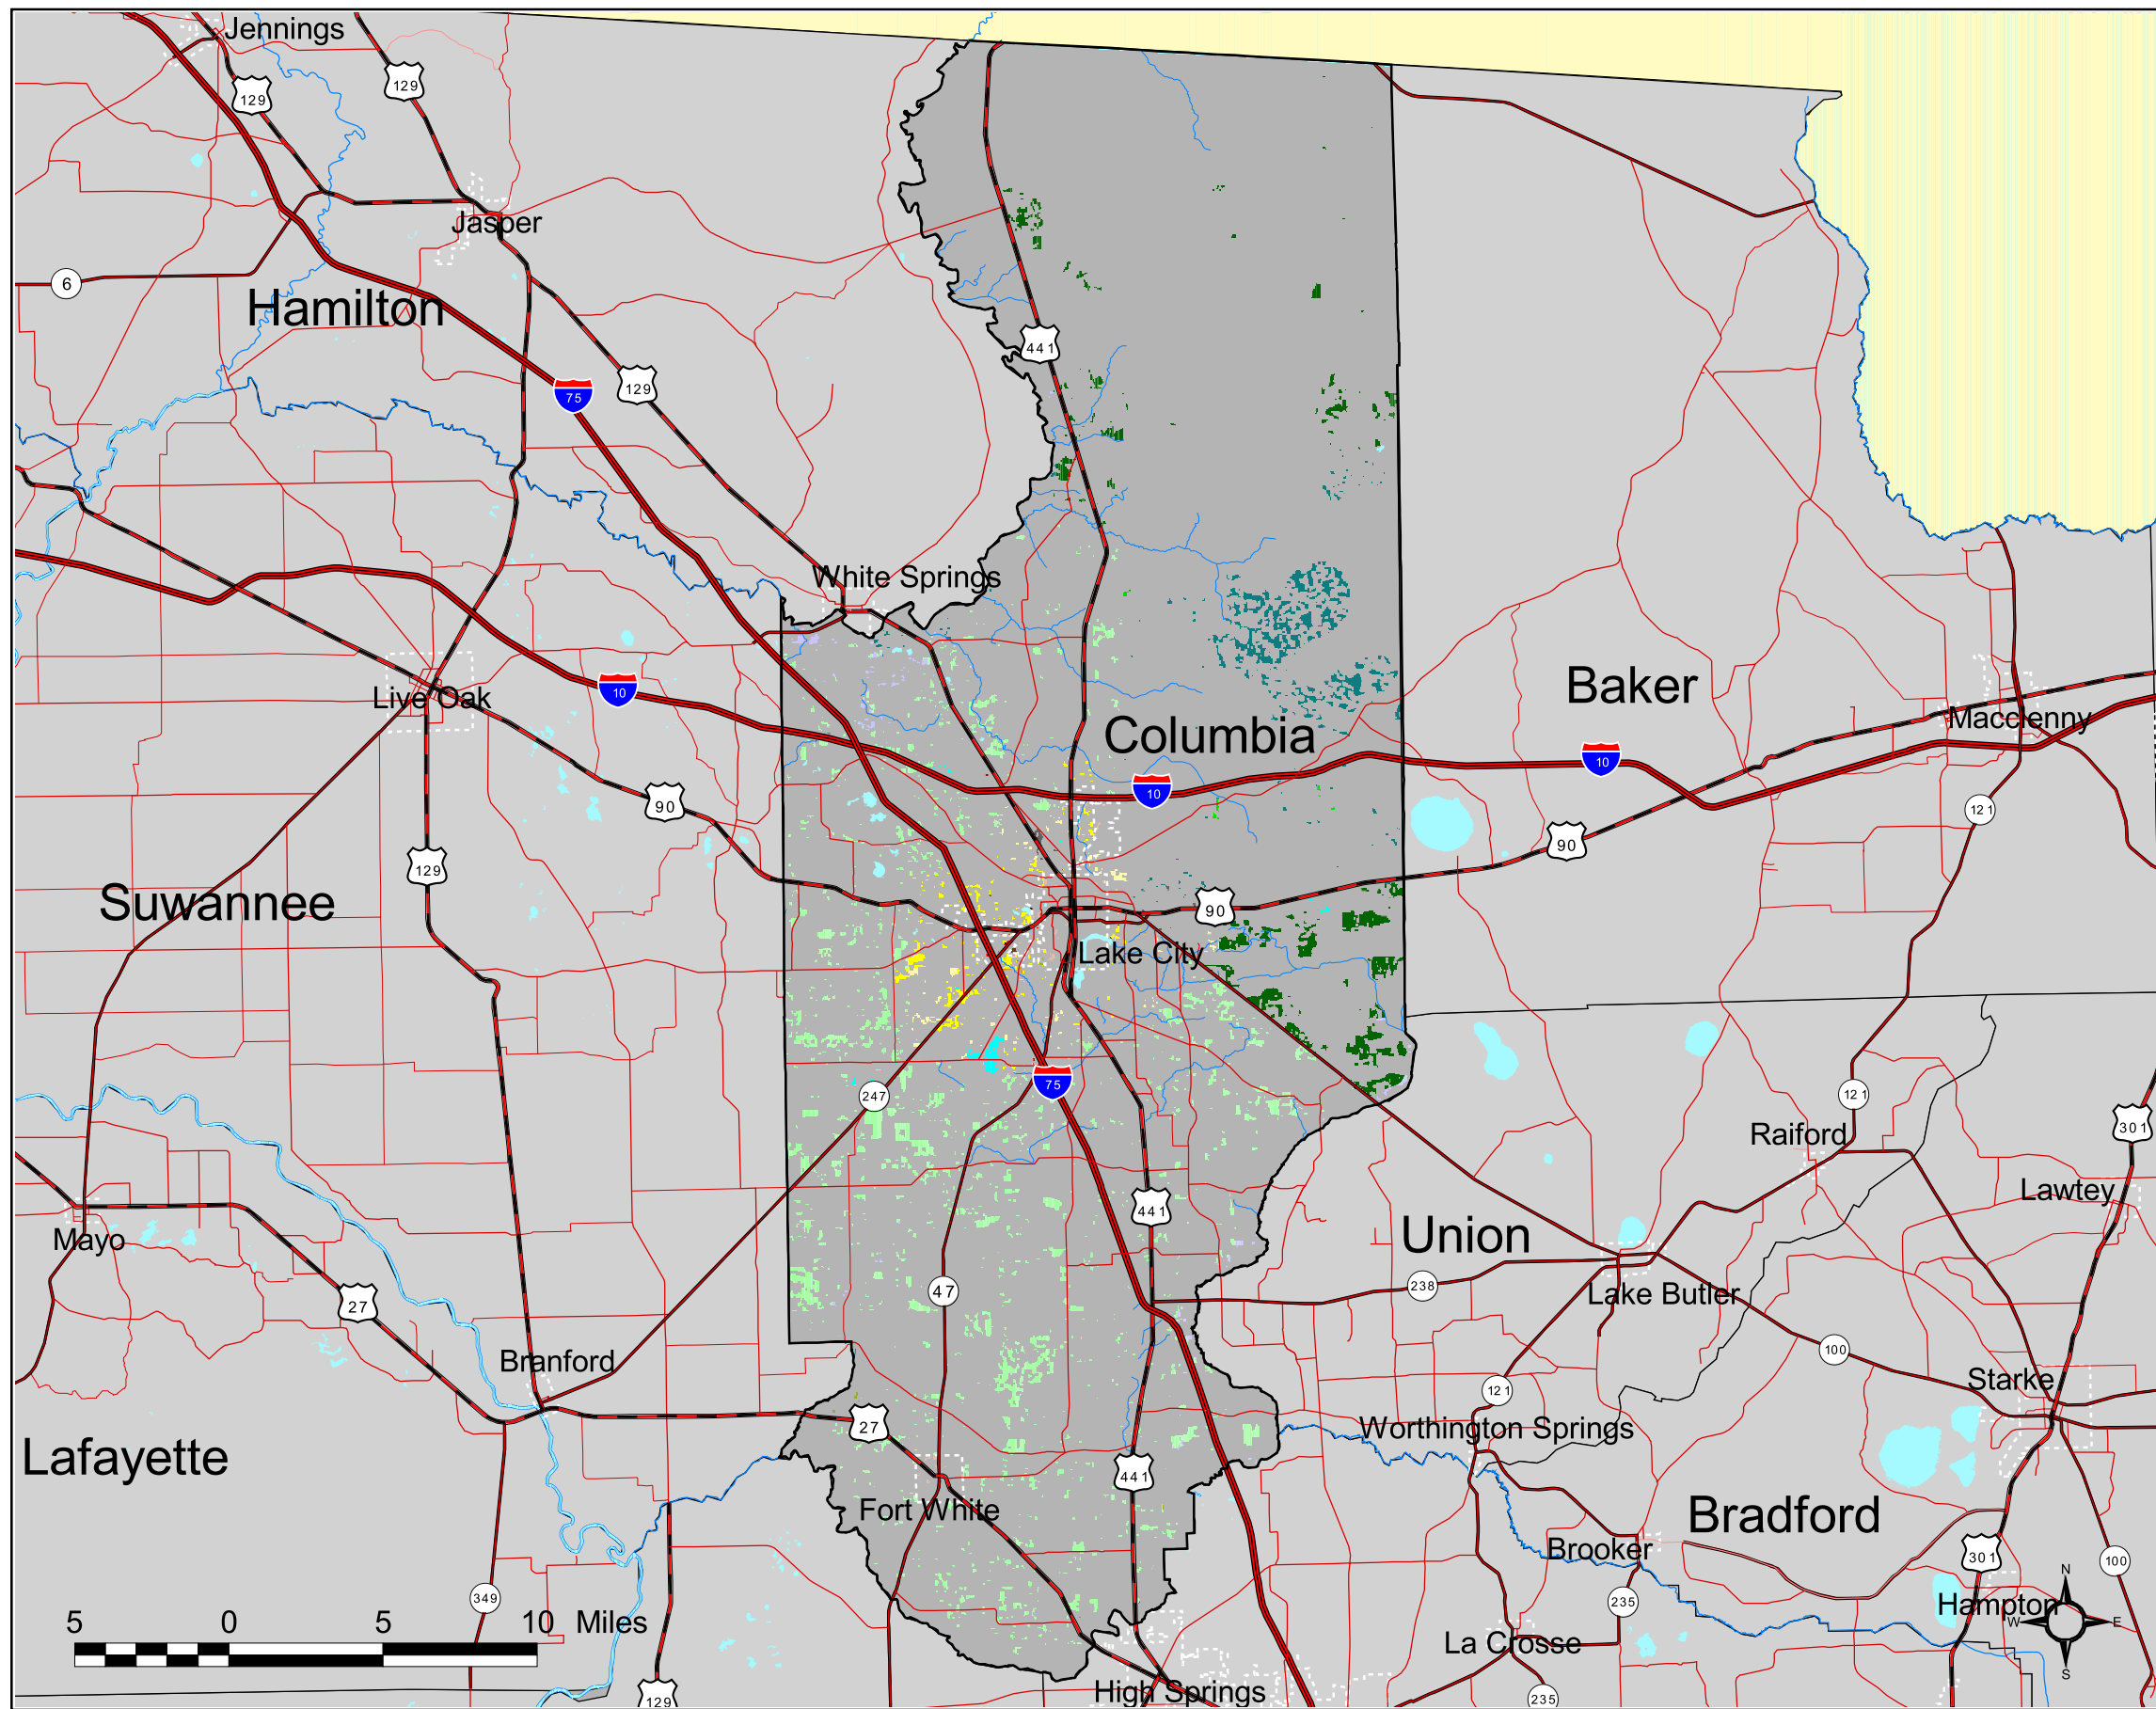 Jennings
129
129
Jasper
6
Hamilton
441
129
75
White Springs
Live Oak
10
Baker
Macclenny
Columbia
10
10
90
121
90
129
Suwannee
90
Lake City
75
247
121
301
Raiford
Lawtey
441
Mayo
Union
238
47
Lake Butler
27
100
Branford
Starke
121
27
Worthington Springs
Lafayette
441
Fort White
Bradford
Brooker
301
100
N
349
235
Hampton
W
E
5 0 5 10 Miles
La Crosse
S
High Springs
129
235